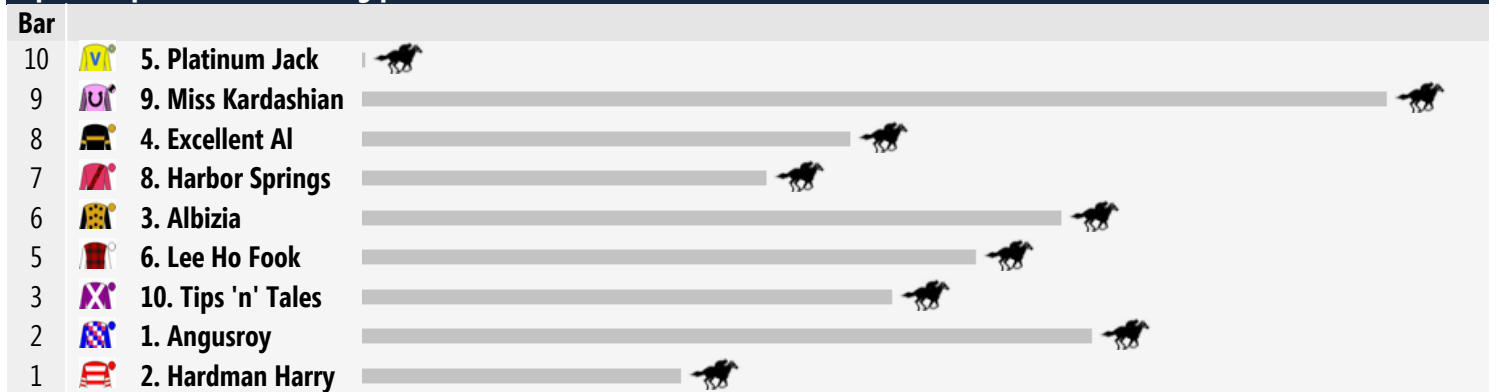 Bar
10 V 5. Platinum Jack
9 9. Miss Kardashian
8 4. Excellent Al
7 8. Harbor Springs
6 3. Albizia
5 6. Lee Ho Fook
3 10. Tips 'n' Tales
2 1. Angusroy
1 2. Hardman Harry